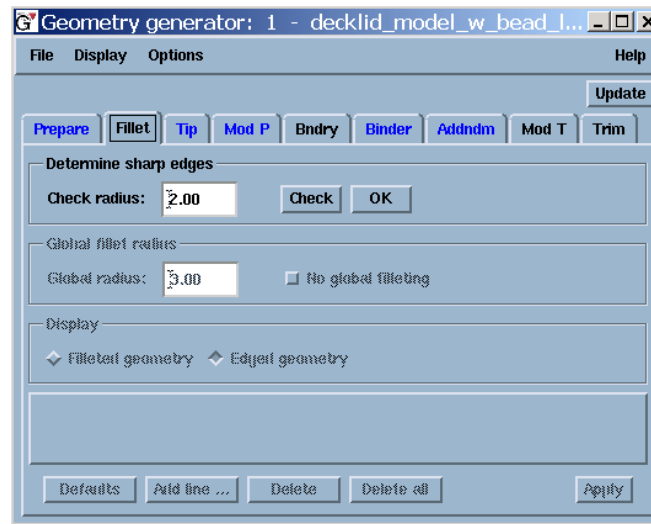 Geometry generator: 1 - decklid_model_w_bead_l...
File Display Options Help
Update
Prepare Fillet Tip Mod P Bndry Binder Addndm Mod T Trim
Determine sharp edges
Check radius: 2.00 Check OK
Global fillet radius
Global radius: 3.00 No global filleting
Display
Filleted geometry Edged geometry
Defaults Add line ... Delete Delete all Apply